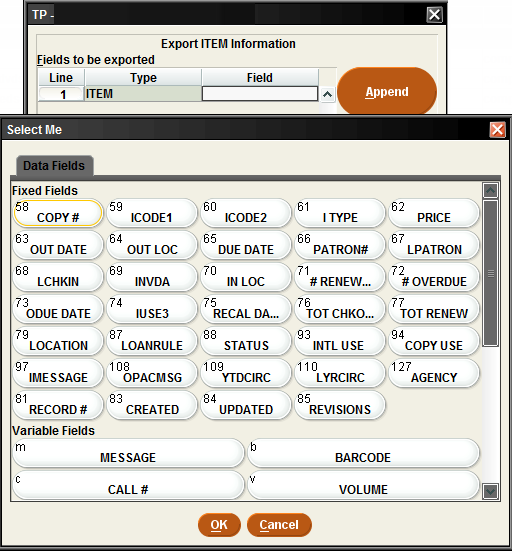 TP -
Export ITEM Information
Fields to be exported
Line Type Field
1 ITEM
Append
Select Me
Data Fields
Fixed Fields
58 COPY # 59 ICODE1 60 ICODE2 61 I TYPE 62 PRICE
63 OUT DATE 64 OUT LOC 65 DUE DATE 66 PATRON# 67 LPATRON
68 LCHKIN 69 INVDA 70 IN LOC 71 # RENEW... 72 # OVERDUE
73 ODUE DATE 74 IUSE3 75 RECAL DA... 76 TOT CHKO... 77 TOT RENEW
79 LOCATION 87 LOANRULE 88 STATUS 93 INTL USE 94 COPY USE
97 IMESSAGE 108 OPACMSG 109 YTDCIRC 110 LYRCIRC 127 AGENCY
81 RECORD # 83 CREATED 84 UPDATED 85 REVISIONS
Variable Fields
m MESSAGE b BARCODE
c CALL # v VOLUME
OK Cancel